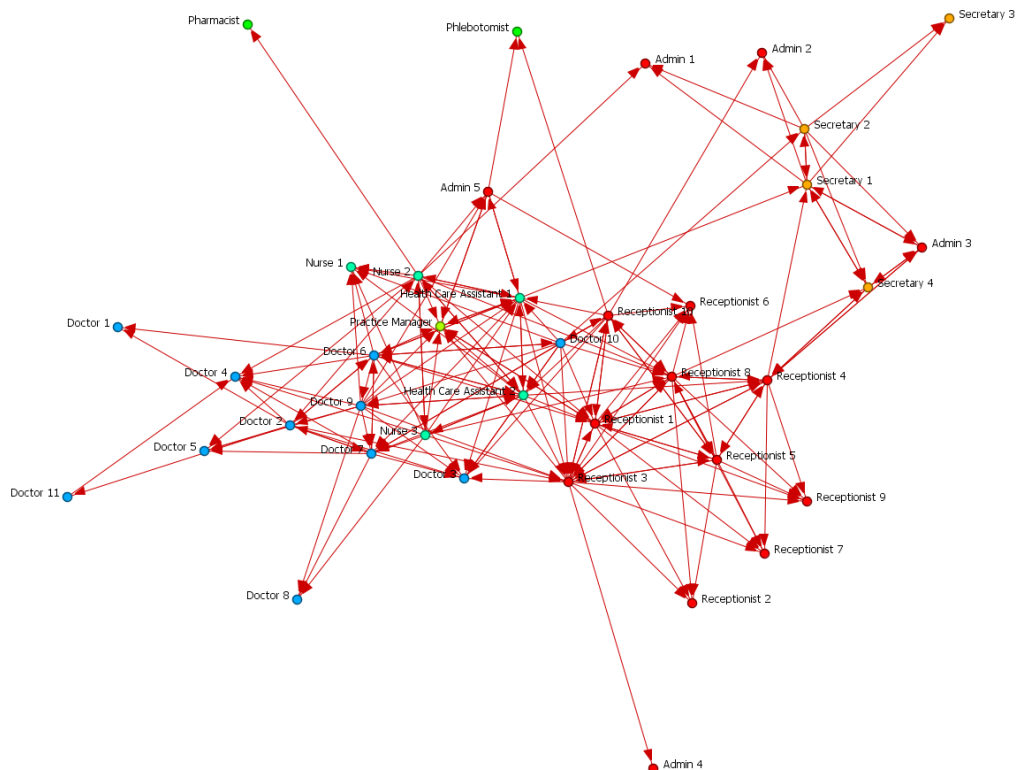 Pharmacist
Secretary 3
Phlebotomist
Admin 2
Admin 1
Secretary 2
Secretary 1
Admin 5
Admin 3
Nurse 1
Nurse 2
Secretary 4
Health Care Assistant 1
Receptionist 6
Practice Manager
Receptionist 10
Doctor 1
Doctor 10
Doctor 6
Doctor 4
Receptionist 8
Receptionist 4
Health Care Assistant 2
Doctor 9
Doctor 2
Receptionist 1
Nurse 3
Doctor 5
Doctor 7
Receptionist 5
Doctor 3
Receptionist 3
Doctor 11
Receptionist 9
Receptionist 7
Doctor 8
Receptionist 2
Admin 4